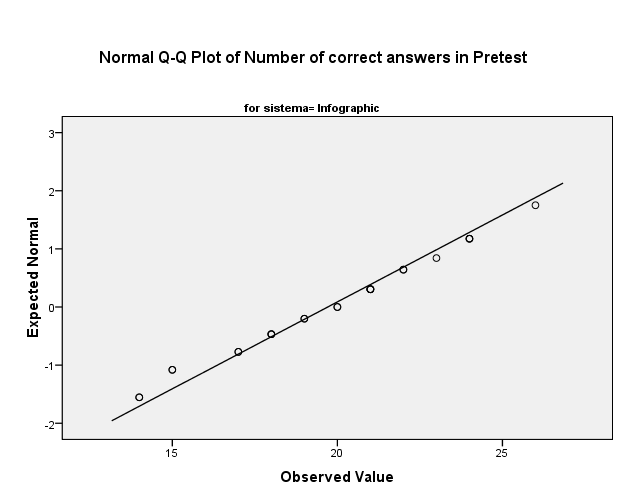 Normal Q-Q Plot of Number of correct answers in Pretest
for sistema= Infographic
3
2
1
0
-1
-2
Expected Normal
15 20 25
Observed Value